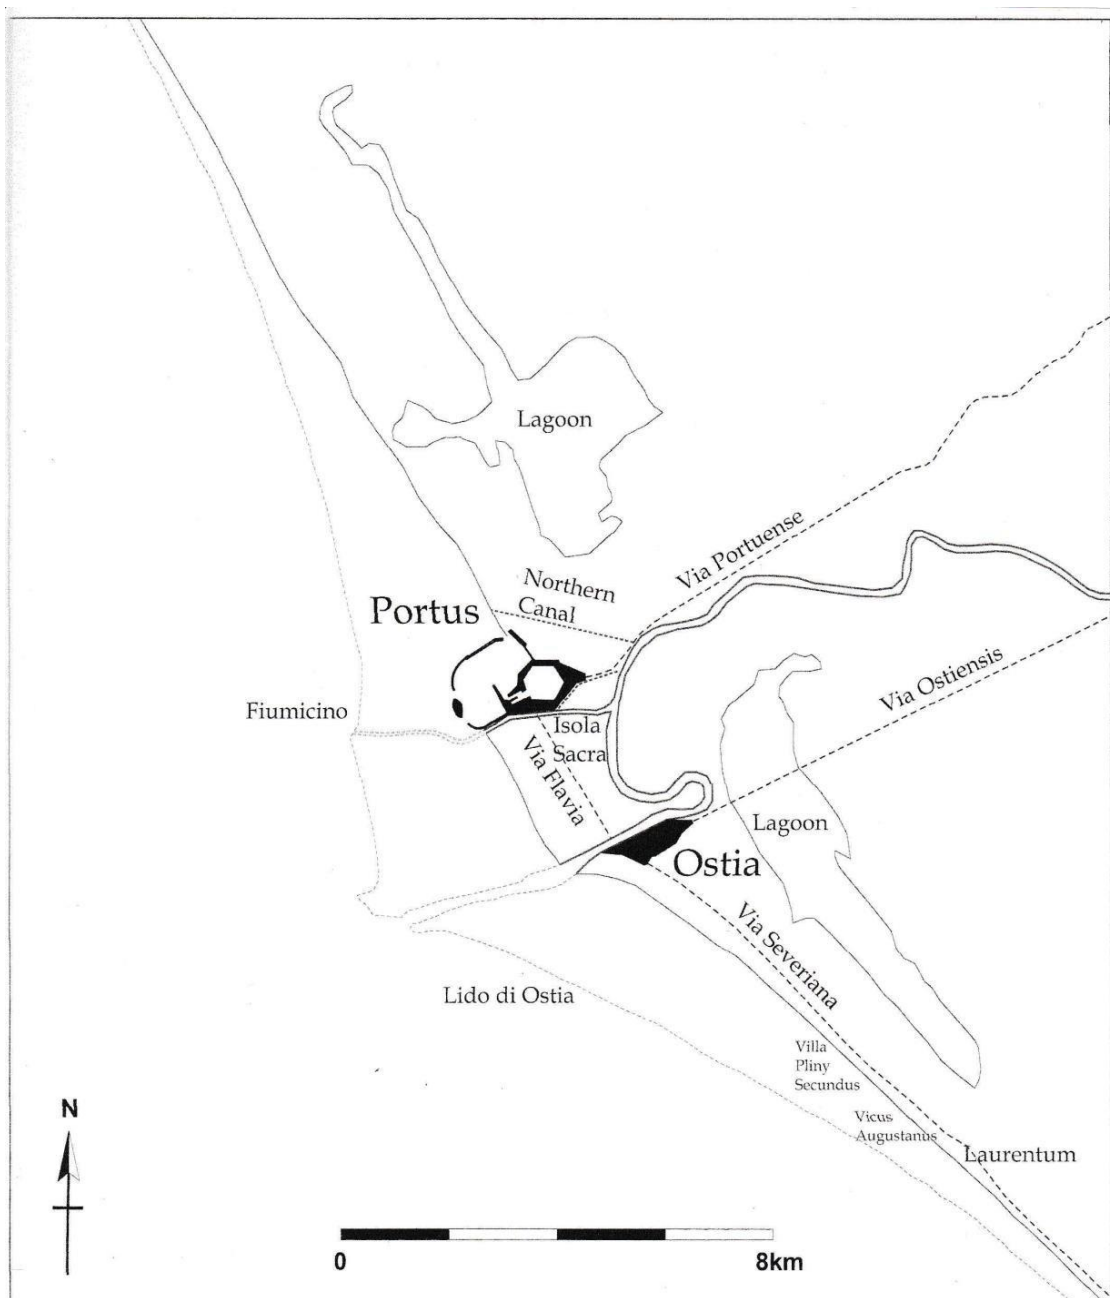 Lagoon
Via Portuense
Northern
Canal
Portus
Via Ostiensis
Fiumicino
Isola
Sacra
Via Flavia
Lagoon
Ostia
Via Severiana
Lido di Ostia
Villa
Pliny
Secundus
Vicus
Augustanus
Laurentum
N
0
8km